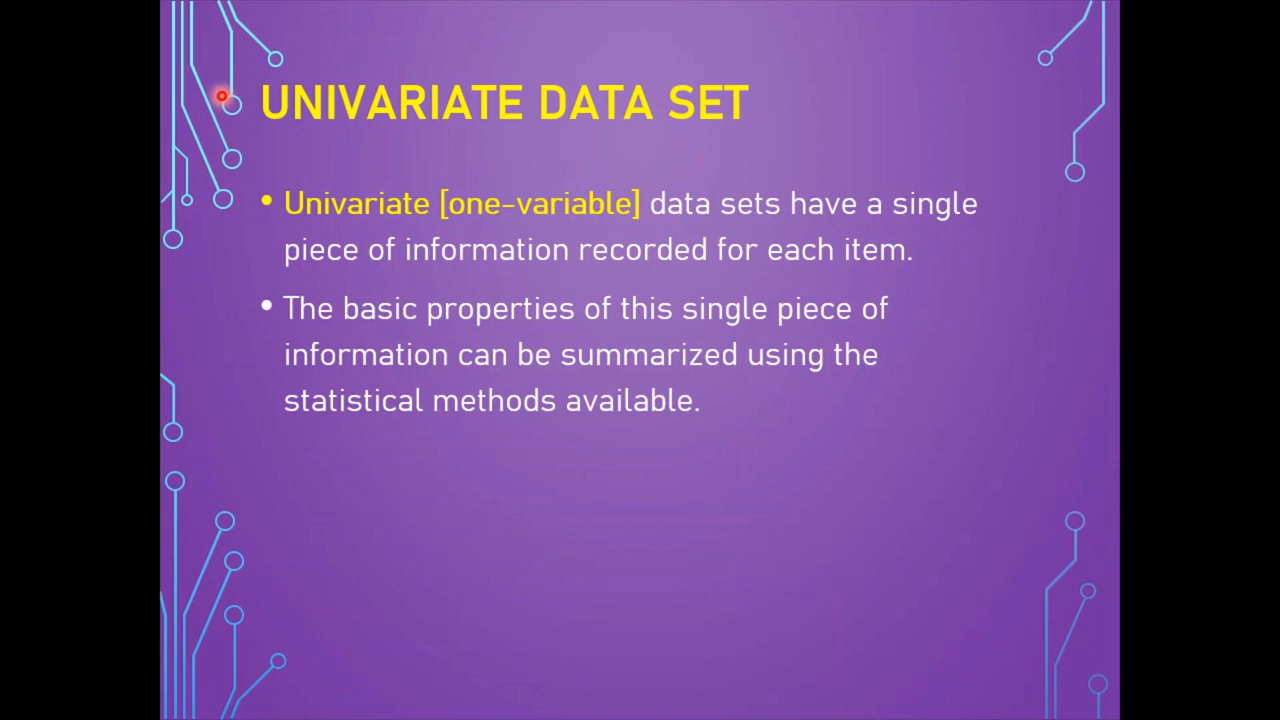 UNIVARIATE DATA SET
• Univariate [one-variable] data sets have a single
piece of information recorded for each item.
• The basic properties of this single piece of
information can be summarized using the
statistical methods available.